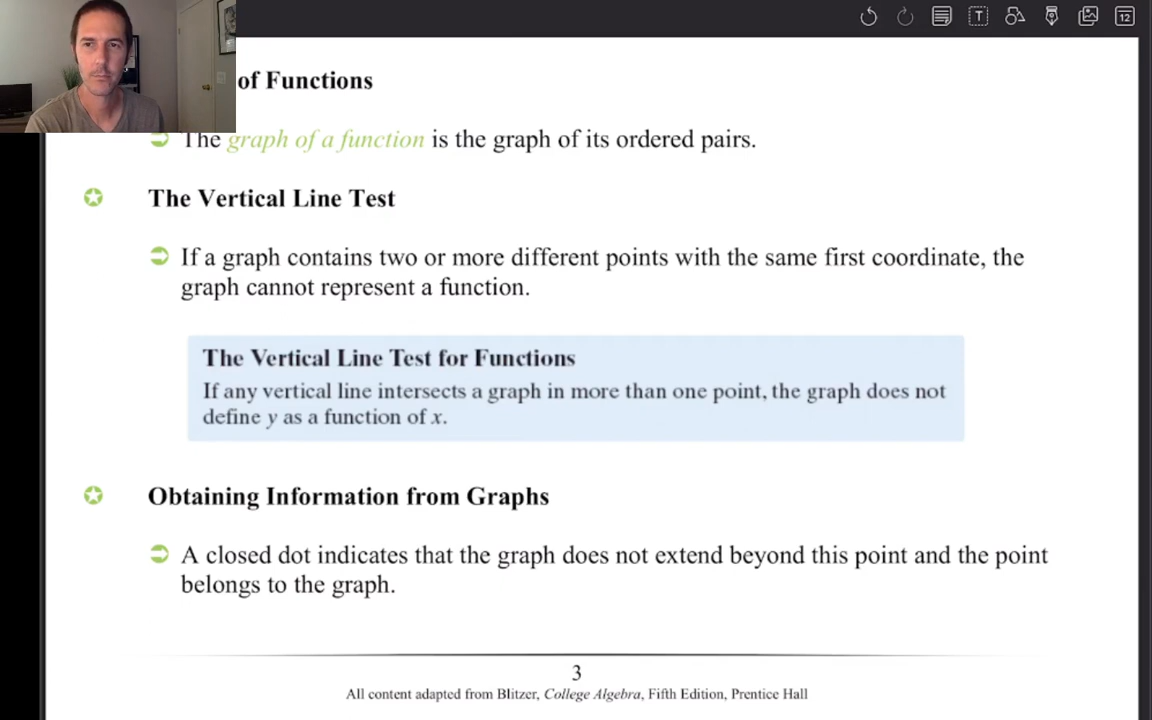 of Functions
The graph of a function is the graph of its ordered pairs.
The Vertical Line Test
If a graph contains two or more different points with the same first coordinate, the
graph cannot represent a function.
The Vertical Line Test for Functions
If any vertical line intersects a graph in more than one point, the graph does not
define y as a function of x.
Obtaining Information from Graphs
A closed dot indicates that the graph does not extend beyond this point and the point
belongs to the graph.
3
All content adapted from Blitzer, College Algebra, Fifth Edition, Prentice Hall
T
12